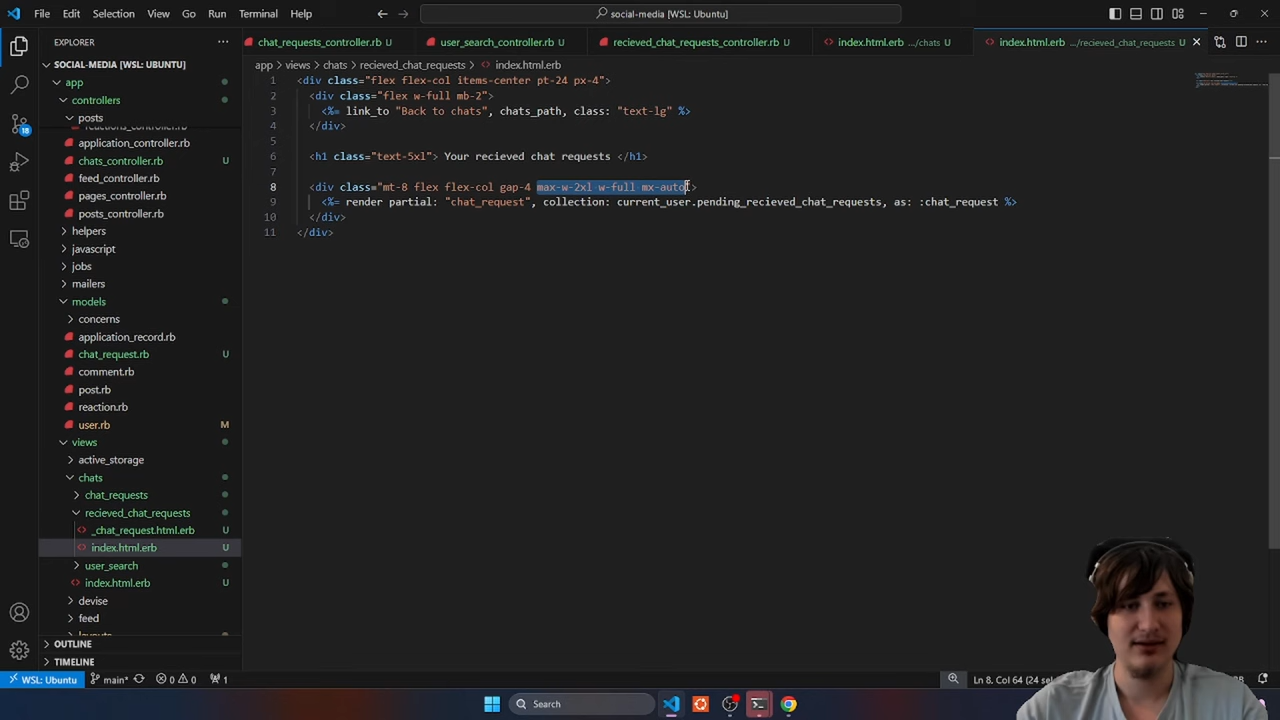 File Edit Selection View Go Run Terminal Help
social-media [WSL: Ubuntu]
EXPLORER
chat_requests_controller.rb user_search_controller.rb recieved_chat_requests_controller.rb index.html.erb .../chats index.html.erb .../recieved_chat_requests
SOCIAL-MEDIA [WSL: UBUNTU]
app > views > chats > recieved_chat_requests > index.html.erb
app
controllers
posts
reactions_controller.rb
application_controller.rb
chats_controller.rb U
feed_controller.rb
pages_controller.rb
posts_controller.rb
helpers
javascript
jobs
mailers
models
concerns
application_record.rb
chat_request.rb U
comment.rb
post.rb
reaction.rb
user.rb M
views
active_storage
chats
chat_requests
recieved_chat_requests
_chat_request.html.erb U
index.html.erb U
user_search
index.html.erb U
devise
feed
layouts
OUTLINE
TIMELINE
1 <div class="flex flex-col items-center pt-24 px-4">
2 <div class="flex w-full mb-2">
3 <%= link_to "Back to chats", chats_path, class: "text-lg" %>
4 </div>
5
6 <h1 class="text-5xl"> Your recieved chat requests </h1>
7
8 <div class="mt-8 flex flex-col gap-4 max-w-2xl w-full mx-auto">
9 <%= render partial: "chat_request", collection: current_user.pending_recieved_chat_requests, as: :chat_request %>
10 </div>
11 </div>
18
WSL: Ubuntu main* 0 0 1 Ln 8, Col 64 (24
Search